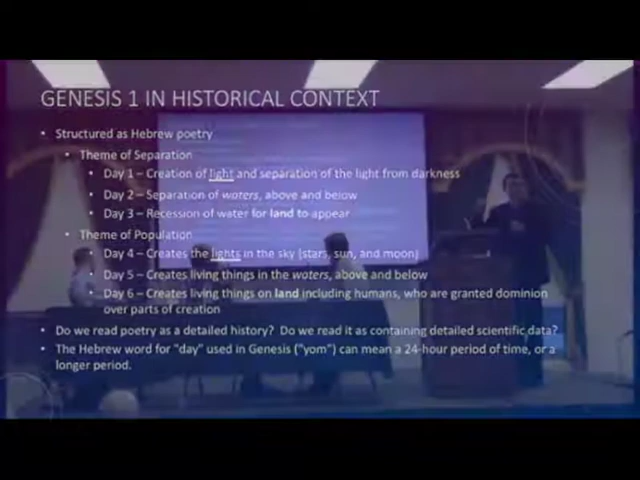 GENESIS 1 IN HISTORICAL CONTEXT
• Structured as Hebrew poetry
• Theme of Separation
• Day 1 – Creation of light and separation of the light from darkness
• Day 2 – Separation of waters, above and below
• Day 3 – Recession of water for land to appear
• Theme of Population
• Day 4 – Creates the lights in the sky (stars, sun, and moon)
• Day 5 – Creates living things in the waters, above and below
• Day 6 – Creates living things on land including humans, who are granted dominion
over parts of creation
• Do we read poetry as a detailed history? Do we read it as containing detailed scientific data?
• The Hebrew word for "day" used in Genesis ("yom") can mean a 24-hour period of time, or a
longer period.